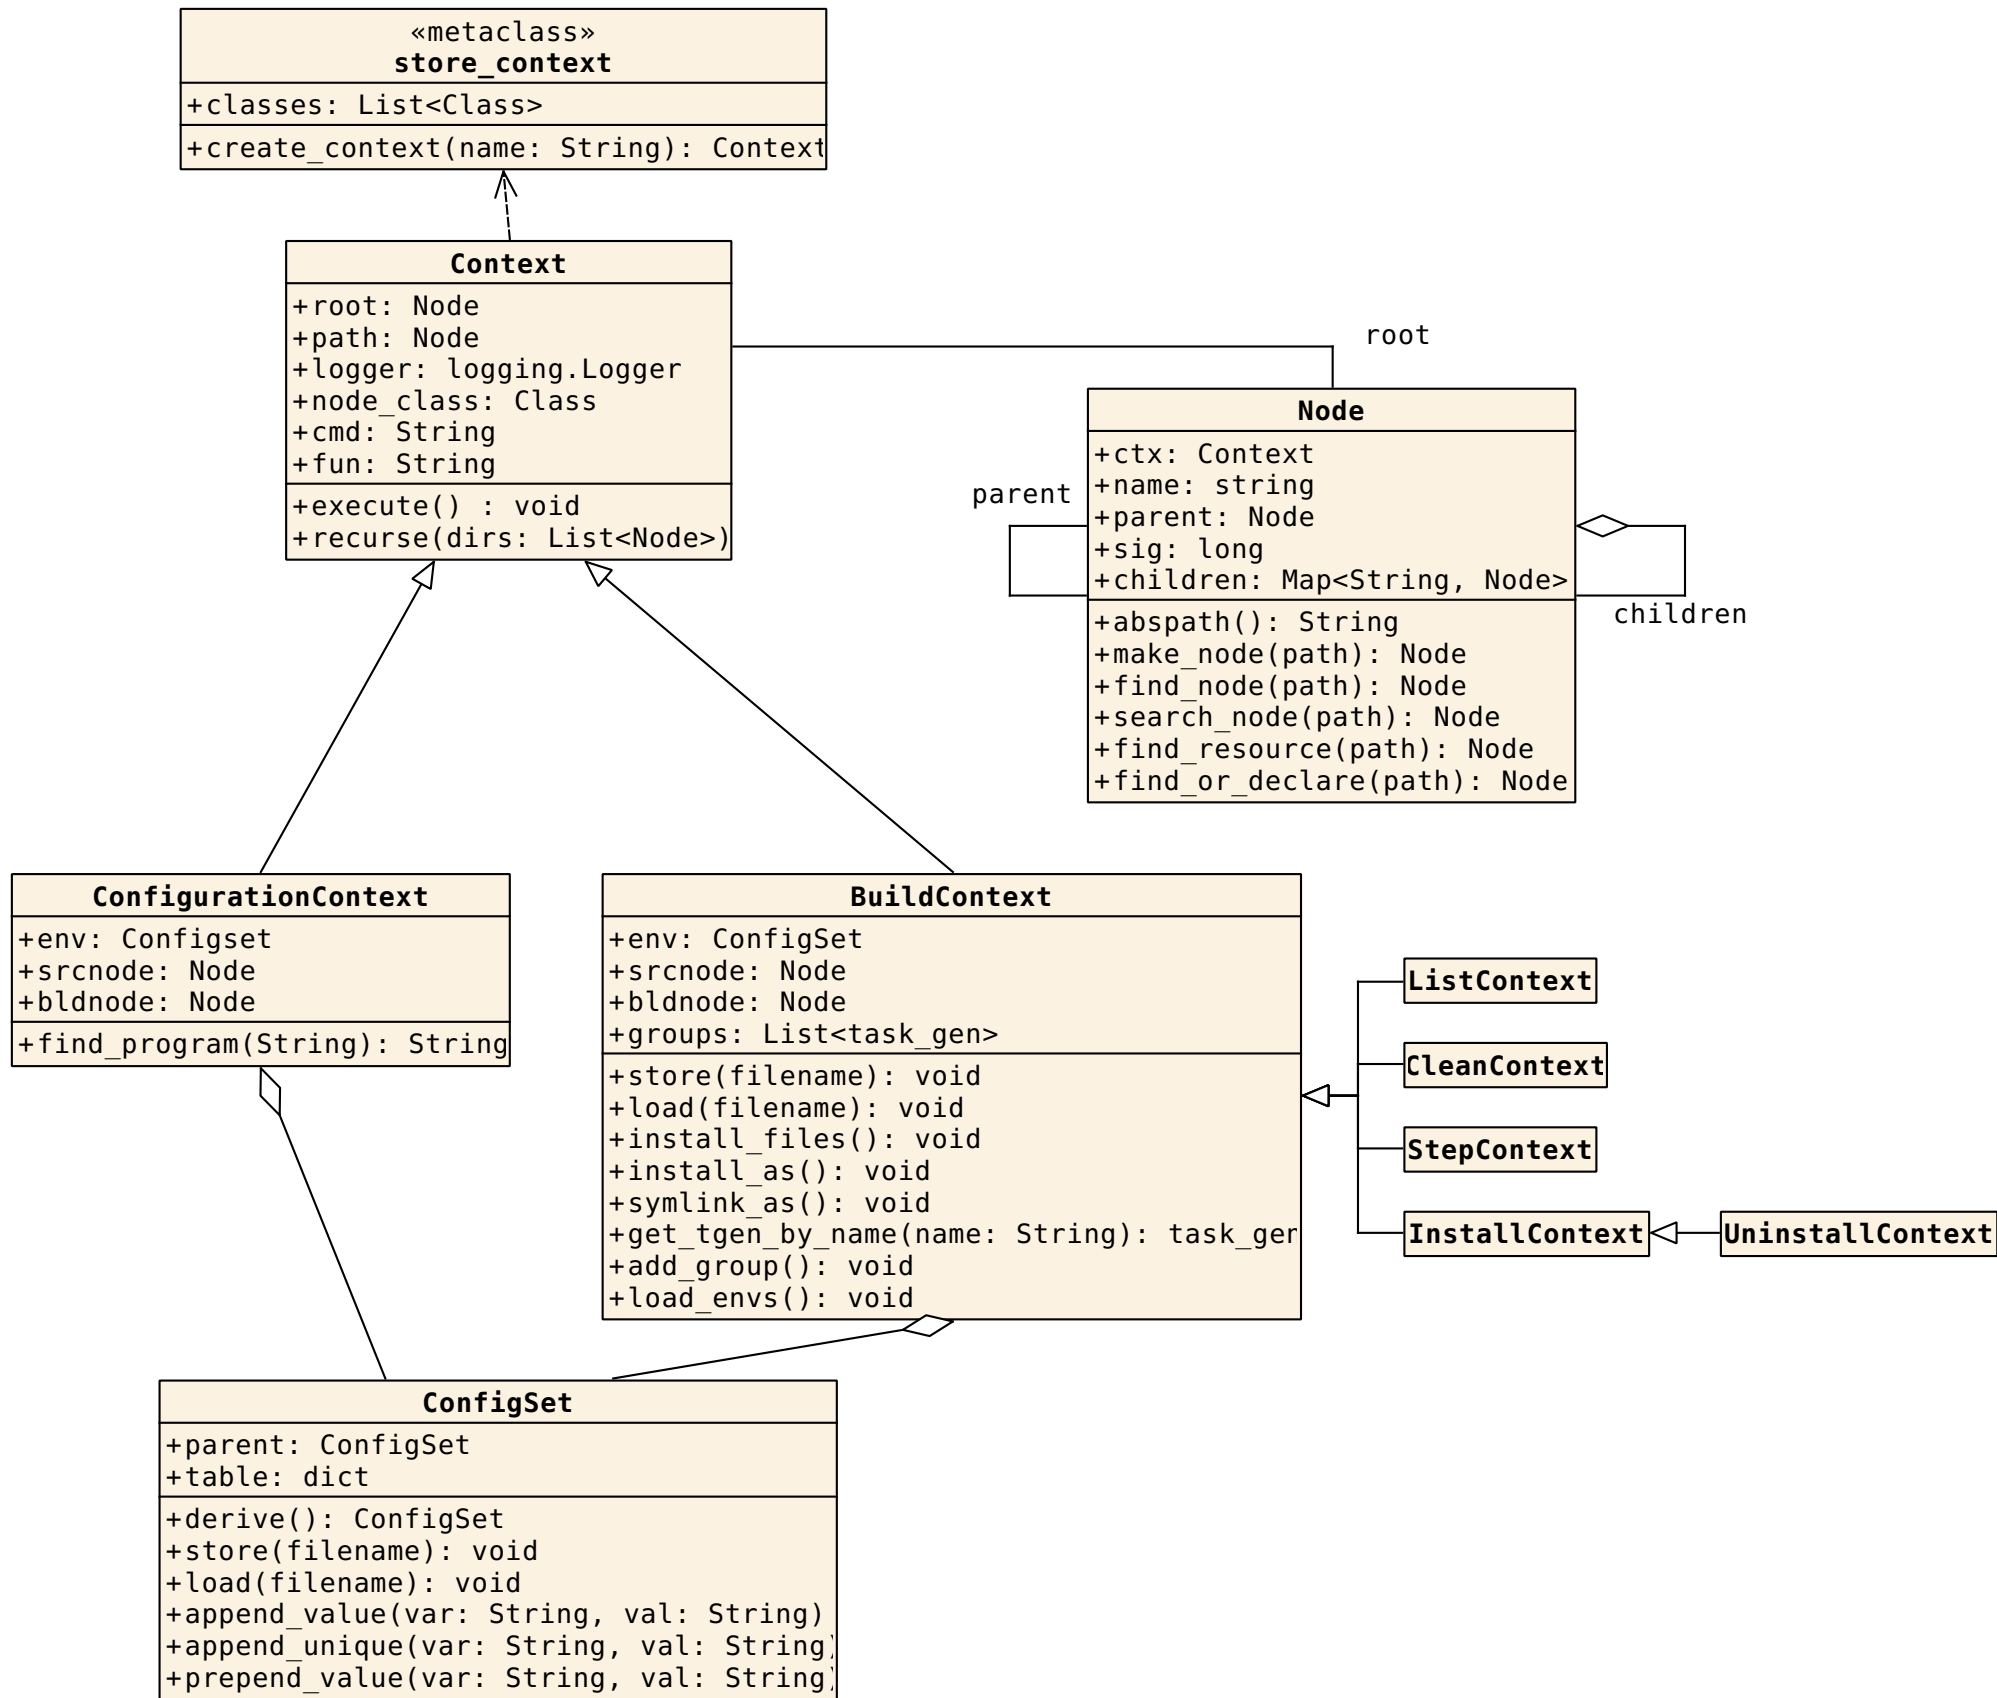 «metaclass»
store_context
+classes: List<Class>
+create_context(name: String): Context
Context
+root: Node
+path: Node
+logger: logging.Logger
+node_class: Class
+cmd: String
+fun: String
+execute() : void
+recurse(dirs: List<Node>)
root
Node
+ctx: Context
+name: string
+parent: Node
+sig: long
+children: Map<String, Node>
+abspath(): String
+make_node(path): Node
+find_node(path): Node
+search_node(path): Node
+find_resource(path): Node
+find_or_declare(path): Node
parent
children
ConfigurationContext
+env: Configset
+srcnode: Node
+bldnode: Node
+find_program(String): String
BuildContext
+env: ConfigSet
+srcnode: Node
+bldnode: Node
+groups: List<task_gen>
+store(filename): void
+load(filename): void
+install_files(): void
+install_as(): void
+symlink_as(): void
+get_tgen_by_name(name: String): task_gen
+add_group(): void
+load_envs(): void
ListContext
CleanContext
StepContext
InstallContext
UninstallContext
ConfigSet
+parent: ConfigSet
+table: dict
+derive(): ConfigSet
+store(filename): void
+load(filename): void
+append_value(var: String, val: String)
+append_unique(var: String, val: String)
+prepend_value(var: String, val: String)